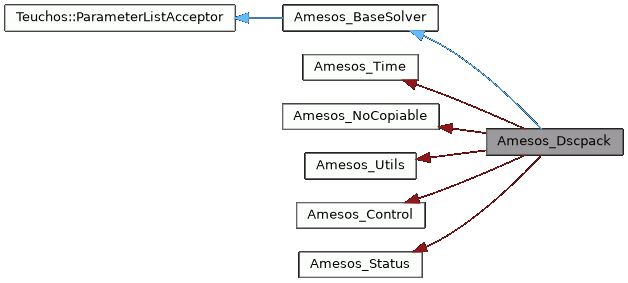 Teuchos::ParameterListAcceptor
Amesos_BaseSolver
Amesos_Time
Amesos_NoCopiable
Amesos_Dscpack
Amesos_Utils
Amesos_Control
Amesos_Status